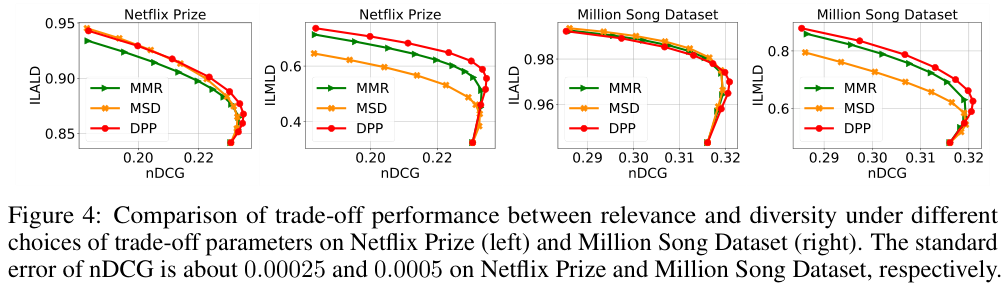 Netflix Prize
0.95
0.90
0.85
ILALD
MMR
MSD
DPP
0.20
0.22
nDCG
Netflix Prize
0.6
0.4
ILMLD
MMR
MSD
DPP
0.20
0.22
nDCG
Million Song Dataset
0.98
0.96
ILALD
MMR
MSD
DPP
0.29
0.30
0.31
0.32
nDCG
Million Song Dataset
0.8
0.6
ILMLD
MMR
MSD
DPP
0.29
0.30
0.31
0.32
nDCG
Figure 4: Comparison of trade-off performance between relevance and diversity under different
choices of trade-off parameters on Netflix Prize (left) and Million Song Dataset (right). The standard
error of nDCG is about 0.00025 and 0.0005 on Netflix Prize and Million Song Dataset, respectively.